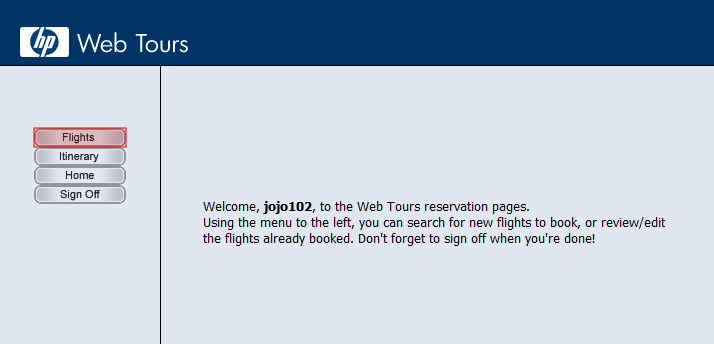 hp Web Tours
Flights
Itinerary
Home
Sign Off
Welcome, jojo102, to the Web Tours reservation pages.
Using the menu to the left, you can search for new flights to book, or review/edit
the flights already booked. Don't forget to sign off when you're done!